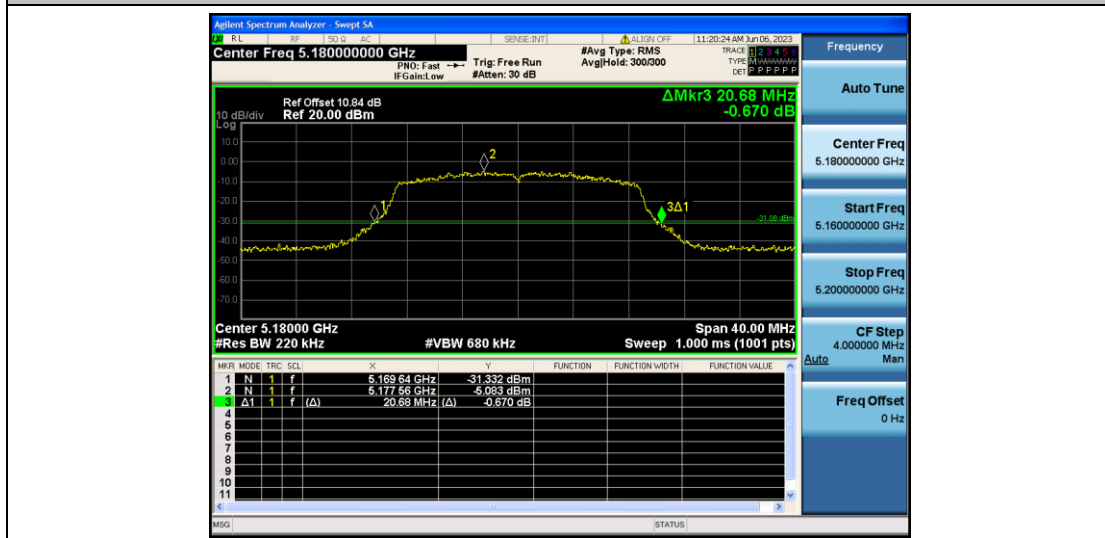 Agilent Spectrum Analyzer - Swept SA
RL RF 50 Ω AC SENSE:INT ALIGN OFF 11:20:24 AM Jun 06, 2023
Center Freq 5.180000000 GHz
PNO: Fast
IFGain:Low
Trig: Free Run
#Atten: 30 dB
#Avg Type: RMS
Avg|Hold: 300/300
TRACE 1 2 3 4 5 6
TYPE M
DET P P P P P P
Ref Offset 10.84 dB
10 dB/div Ref 20.00 dBm
Log
ΔMkr3 20.68 MHz
-0.670 dB
10.0
0.00
-10.0
-20.0
-30.0
-40.0
-50.0
-60.0
-70.0
1
2
3Δ1
-31.08 dBm
Center 5.18000 GHz Span 40.00 MHz
#Res BW 220 kHz #VBW 680 kHz Sweep 1.000 ms (1001 pts)
MKR MODE TRC SCL X Y FUNCTION FUNCTION WIDTH FUNCTION VALUE
1 N 1 f 5.169 64 GHz -31.332 dBm
2 N 1 f 5.177 56 GHz -5.083 dBm
3 Δ1 1 f (Δ) 20.68 MHz (Δ) -0.670 dB
4
5
6
7
8
9
10
11
MSG STATUS
Frequency
Auto Tune
Center Freq
5.180000000 GHz
Start Freq
5.160000000 GHz
Stop Freq
5.200000000 GHz
CF Step
4.000000 MHz
Auto Man
Freq Offset
0 Hz